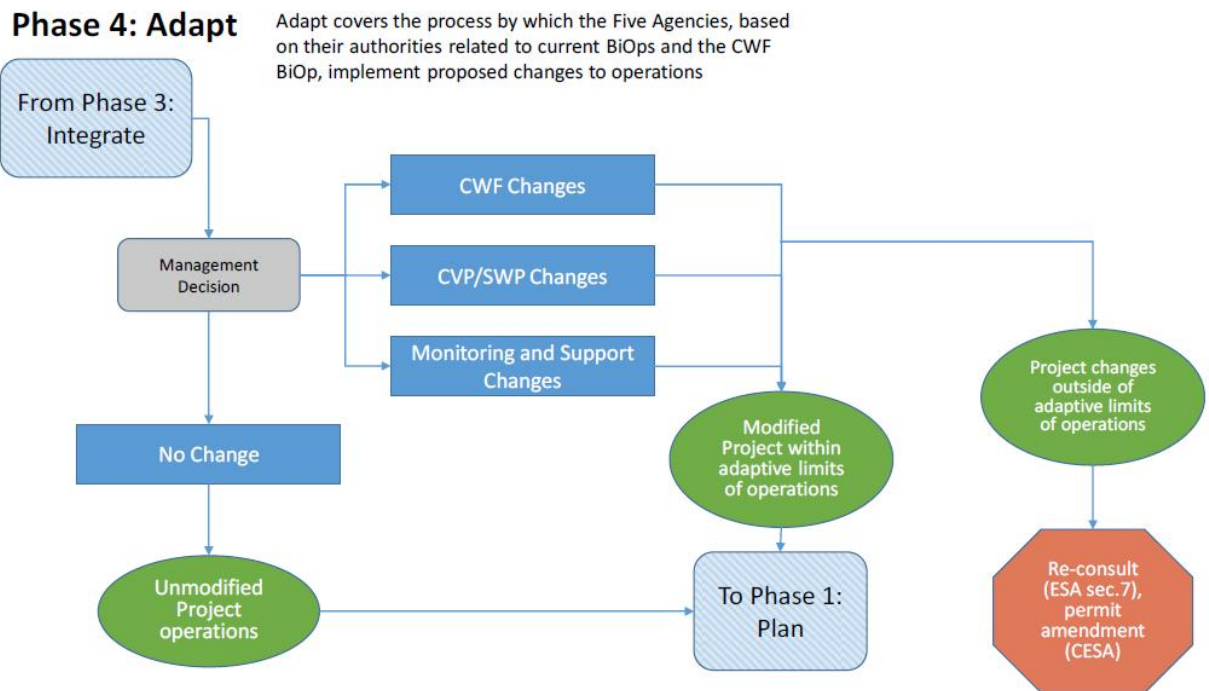 Phase 4: Adapt
Adapt covers the process by which the Five Agencies, based
on their authorities related to current BiOps and the CWF
BiOp, implement proposed changes to operations
From Phase 3:
Integrate
CWF Changes
Management
Decision
CVP/SWP Changes
Monitoring and Support
Changes
Project changes
outside of
adaptive limits
of operations
No Change
Modified
Project within
adaptive limits
of operations
Unmodified
Project
operations
To Phase 1:
Plan
Re-consult
(ESA sec.7),
permit
amendment
(CESA)